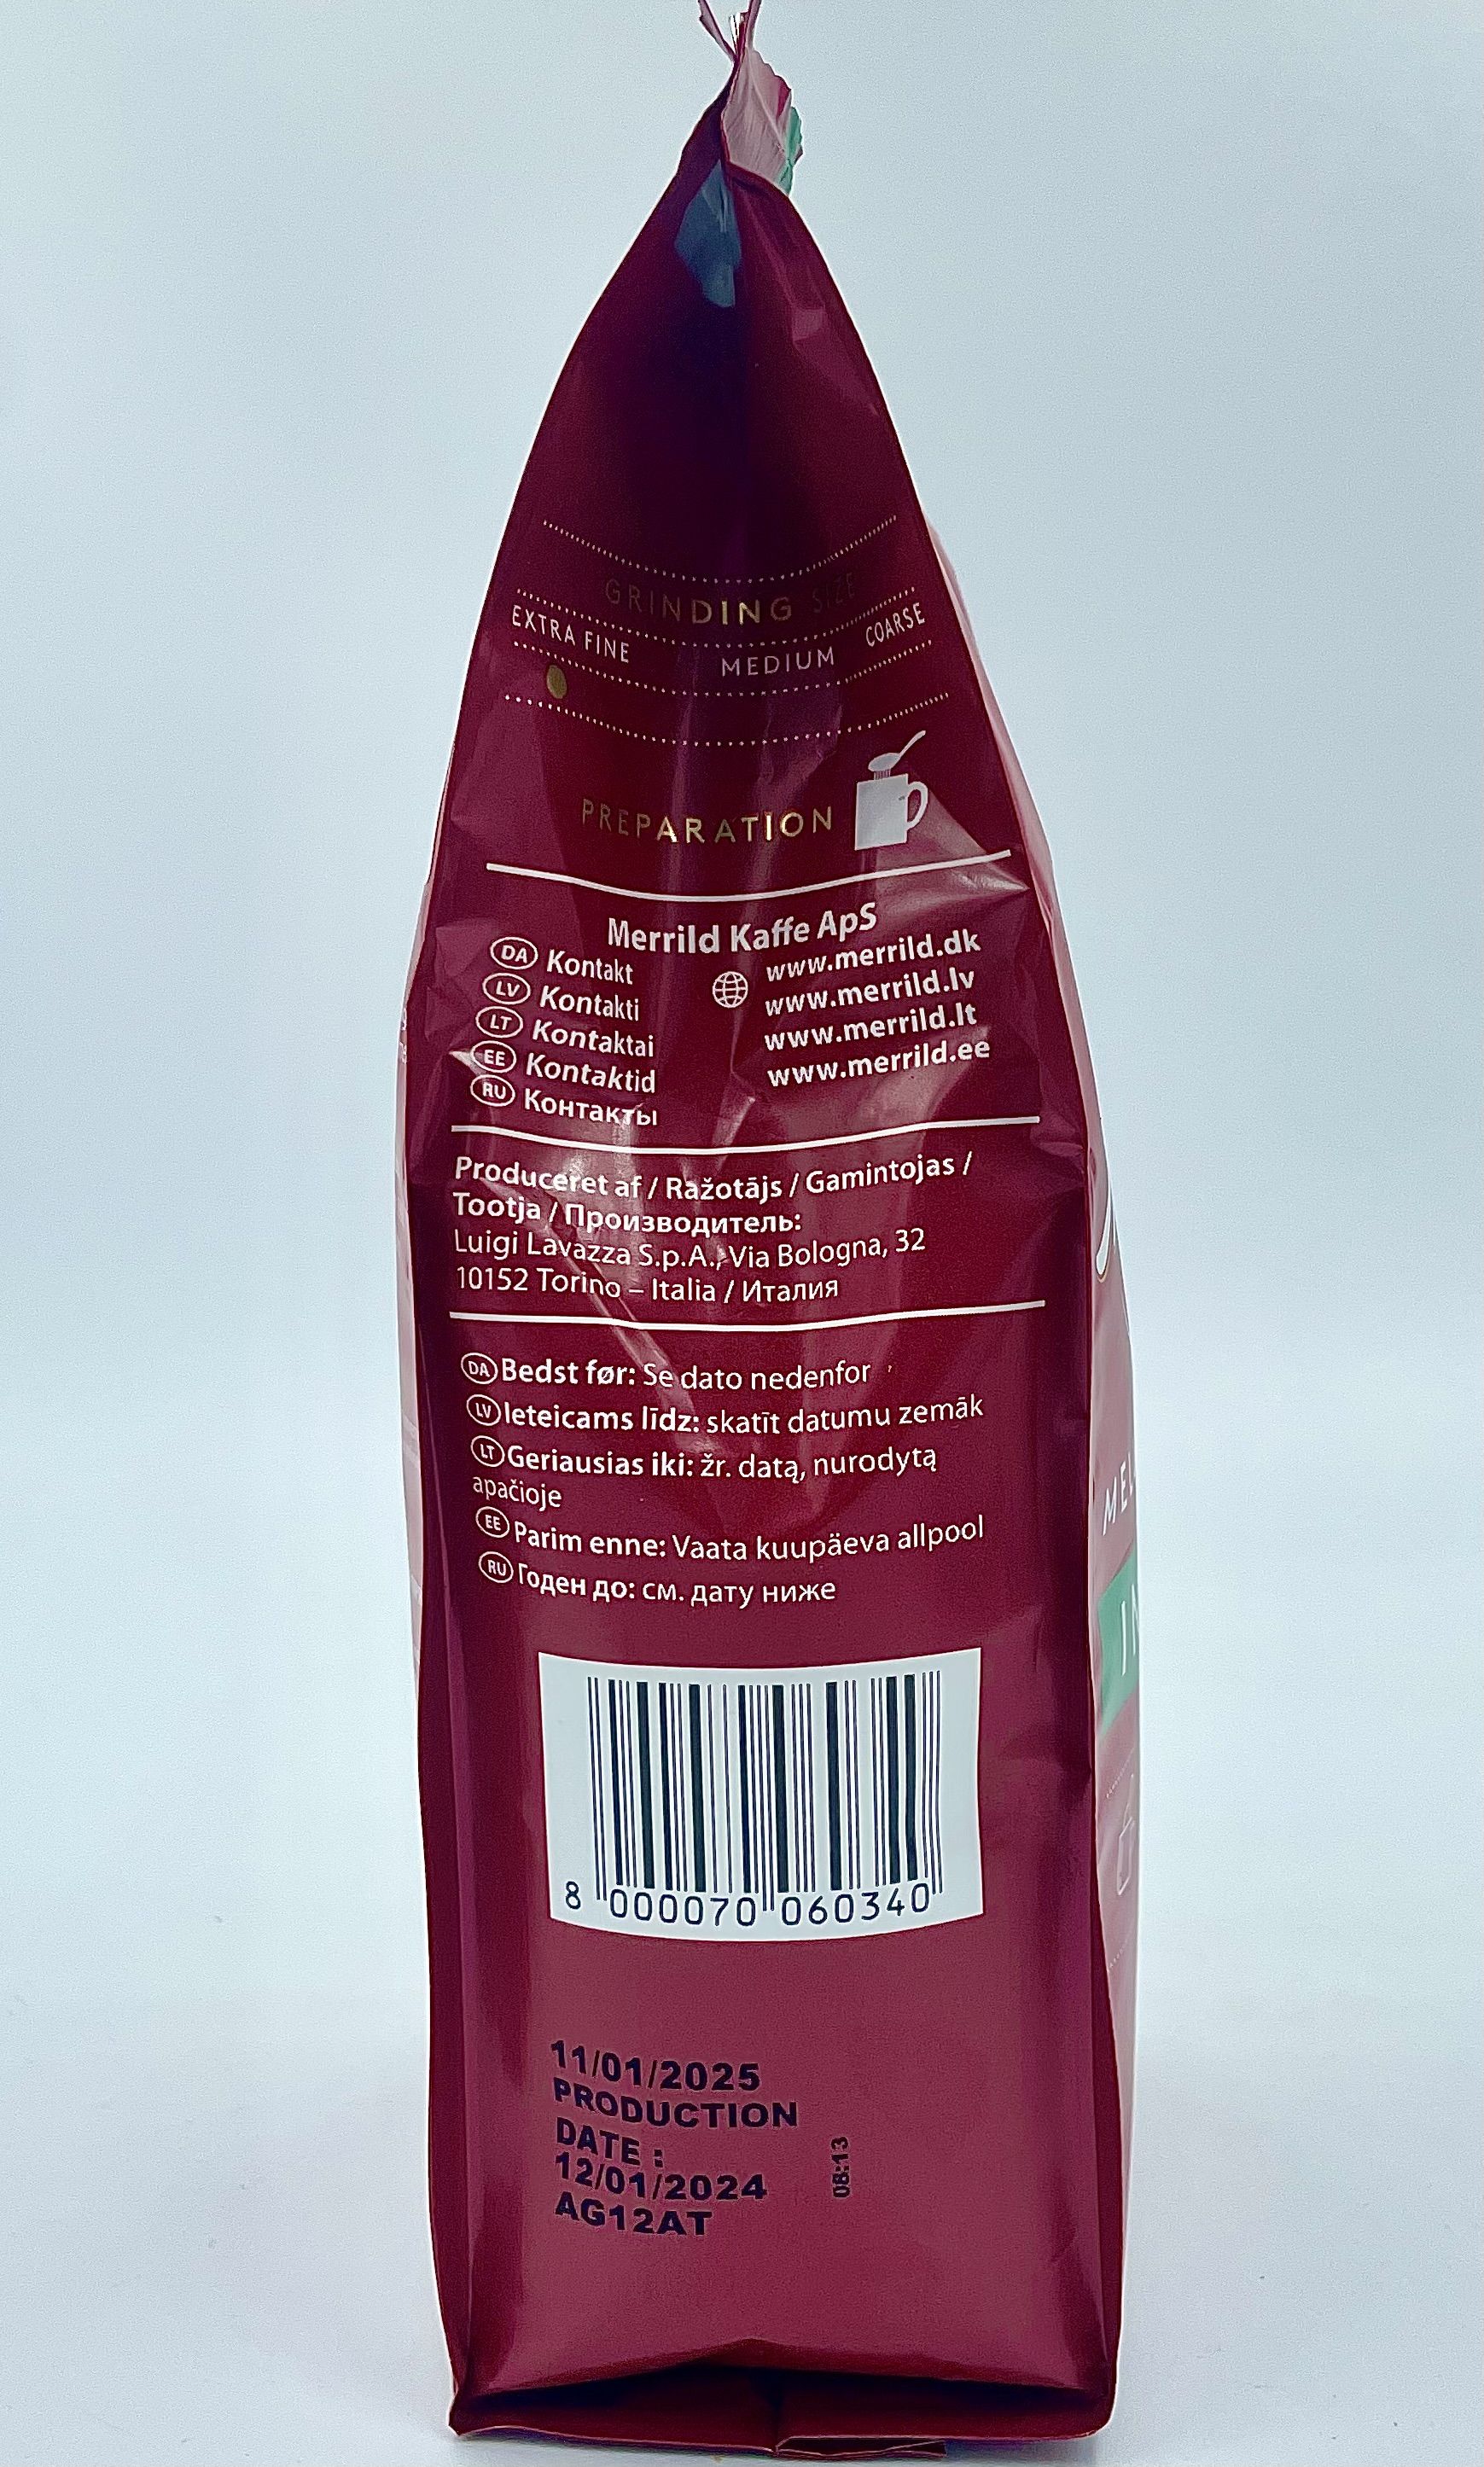 GRINDING SIZE
EXTRA FINE MEDIUM COARSE
PREPARATION
Merrild Kaffe ApS
DA Kontakt www.merrild.dk
LV Kontakti www.merrild.lv
LT Kontaktai www.merrild.lt
EE Kontaktid www.merrild.ee
RU Контакты
Produceret af / Ražotājs / Gamintojas /
Tootja / Производитель:
Luigi Lavazza S.p.A., Via Bologna, 32
10152 Torino – Italia / Италия
DA Bedst før: Se dato nedenfor
LV Ieteicams līdz: skatīt datumu zemāk
LT Geriausias iki: žr. datą, nurodytą
apačioje
EE Parim enne: Vaata kuupäeva allpool
RU Годен до: см. дату ниже
8 000070 060340
11/01/2025
PRODUCTION
DATE :
12/01/2024
AG12AT
08:13